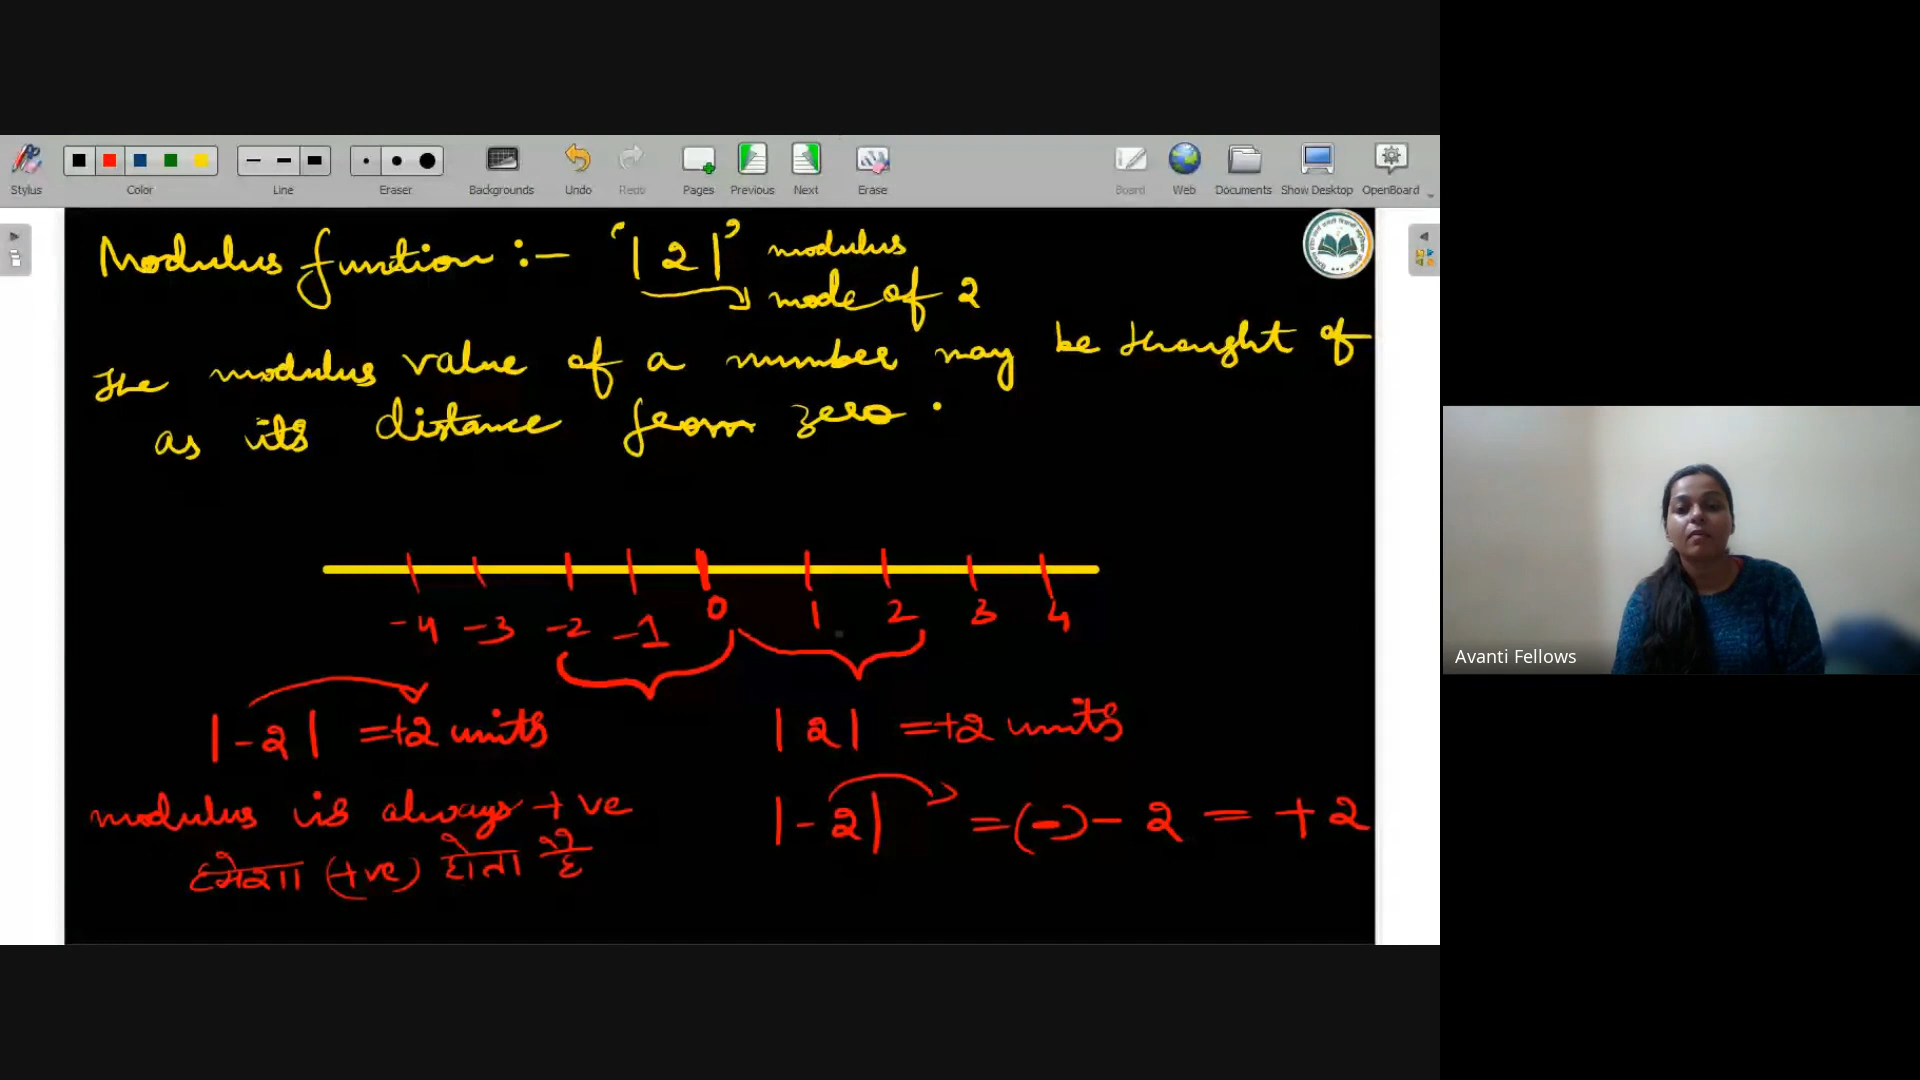 Stylus
Color
Line
Eraser
Backgrounds
Undo
Redo
Pages
Previous
Next
Erase
Board
Web
Documents
Show Desktop
OpenBoard
Modulus function :- '|2|' modulus
mode of 2
The modulus value of a number may be thought of
as its distance from zero.
-4 -3 -2 -1 0 1 2 3 4
|-2| = +2 units |2| = +2 units
modulus is always +ve |-2| = (-) - 2 = +2
हमेशा (+ve) होता है
Avanti Fellows